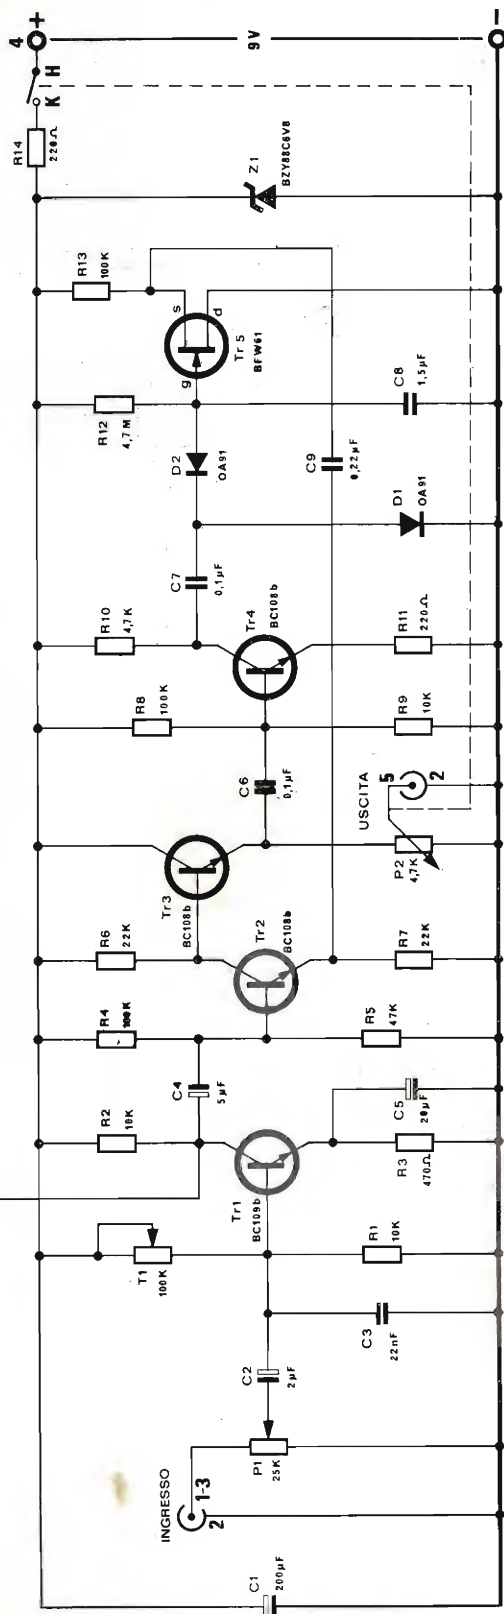 INGRESSO
1-3
2
C1
200µF
P1
25K
C2
2µF
C3
22nF
T1
100K
R1
10K
Tr1
BC109b
R2
10K
R3
470Ω
C5
20µF
C4
5µF
R4
100K
R5
47K
Tr2
BC108b
R6
22K
R7
22K
Tr3
BC108b
P2
4,7K
USCITA
5
2
C6
0,1µF
R8
100K
R9
10K
Tr4
BC108b
R10
4,7K
R11
220Ω
C7
0,1µF
D1
OA91
D2
OA91
C9
0,22µF
R12
4,7M
C8
1,5µF
g
s
d
Tr5
BFW61
R13
100K
Z1
BZY88C6V8
R14
220Ω
K
H
4
+
9V
−